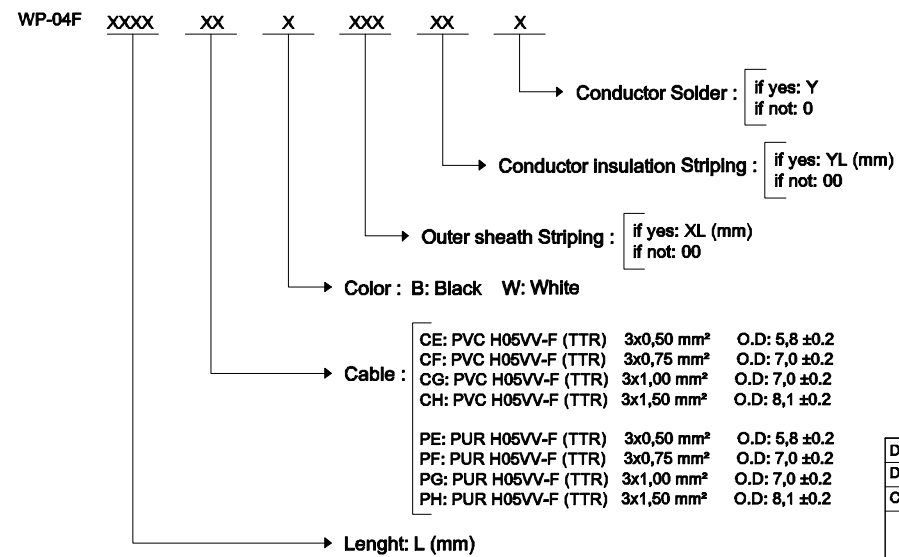 WP-04F XXXX XX X XXX XX X
Conductor Solder : if yes: Y
if not: 0
Conductor insulation Striping : if yes: YL (mm)
if not: 00
Outer sheath Striping : if yes: XL (mm)
if not: 00
Color : B: Black W: White
Cable :
CE: PVC H05VV-F (TTR) 3x0,50 mm² O.D: 5,8 ±0.2
CF: PVC H05VV-F (TTR) 3x0,75 mm² O.D: 7,0 ±0.2
CG: PVC H05VV-F (TTR) 3x1,00 mm² O.D: 7,0 ±0.2
CH: PVC H05VV-F (TTR) 3x1,50 mm² O.D: 8,1 ±0.2
PE: PUR H05VV-F (TTR) 3x0,50 mm² O.D: 5,8 ±0.2
PF: PUR H05VV-F (TTR) 3x0,75 mm² O.D: 7,0 ±0.2
PG: PUR H05VV-F (TTR) 3x1,00 mm² O.D: 7,0 ±0.2
PH: PUR H05VV-F (TTR) 3x1,50 mm² O.D: 8,1 ±0.2
Lenght: L (mm)
D
D
C